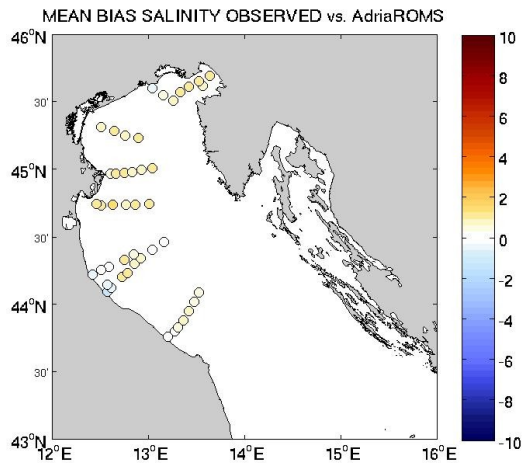 MEAN BIAS SALINITY OBSERVED vs. AdriaROMS
46°N
30'
45°N
30'
44°N
30'
43°N
12°E 13°E 14°E 15°E 16°E
10
8
6
4
2
0
-2
-4
-6
-8
-10